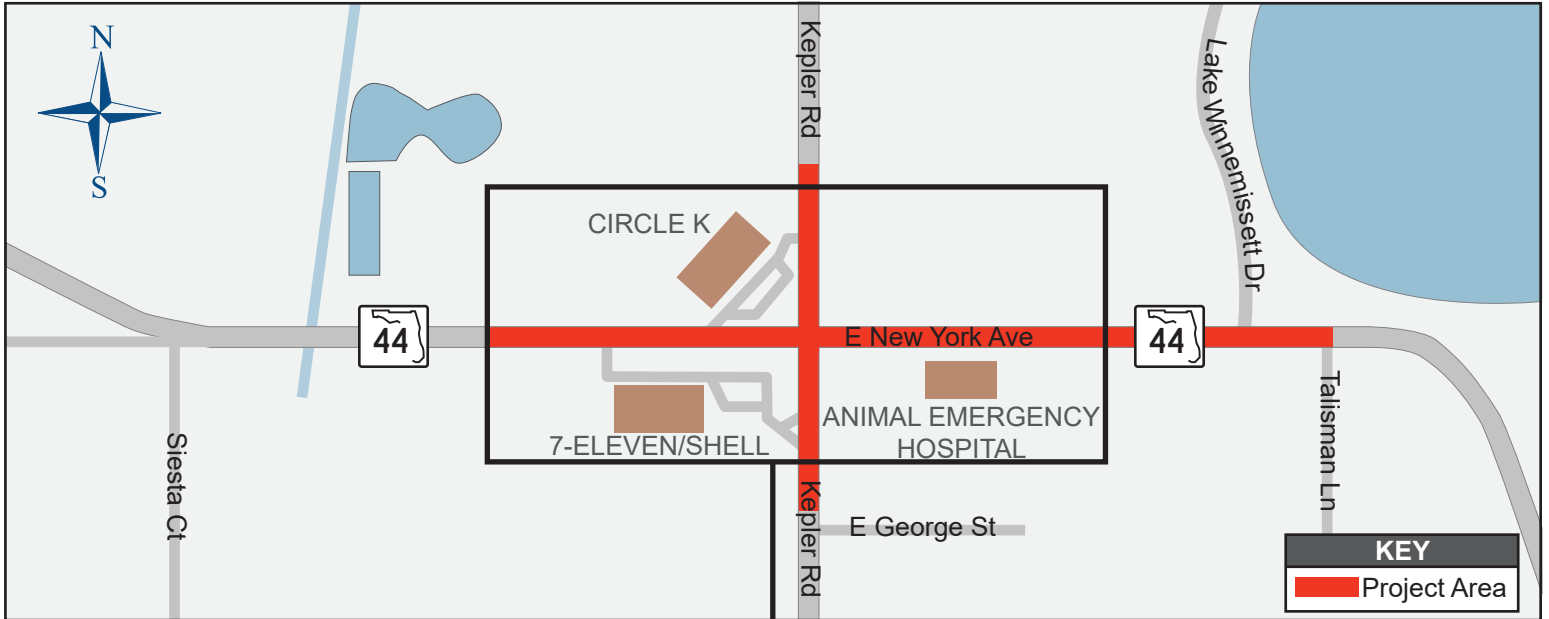 N
S
Kepler Rd
Lake Winnemissett Dr
CIRCLE K
44
E New York Ave
44
7-ELEVEN/SHELL
ANIMAL EMERGENCY
HOSPITAL
Siesta Ct
Talisman Ln
Kepler Rd
E George St
KEY
Project Area